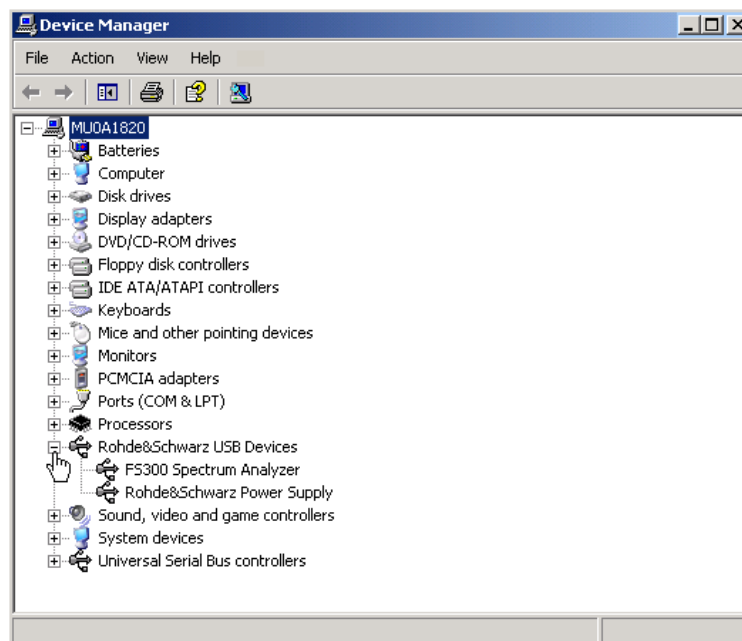 Device Manager
File Action View Help
MU0A1820
Batteries
Computer
Disk drives
Display adapters
DVD/CD-ROM drives
Floppy disk controllers
IDE ATA/ATAPI controllers
Keyboards
Mice and other pointing devices
Monitors
PCMCIA adapters
Ports (COM & LPT)
Processors
Rohde&Schwarz USB Devices
FS300 Spectrum Analyzer
Rohde&Schwarz Power Supply
Sound, video and game controllers
System devices
Universal Serial Bus controllers